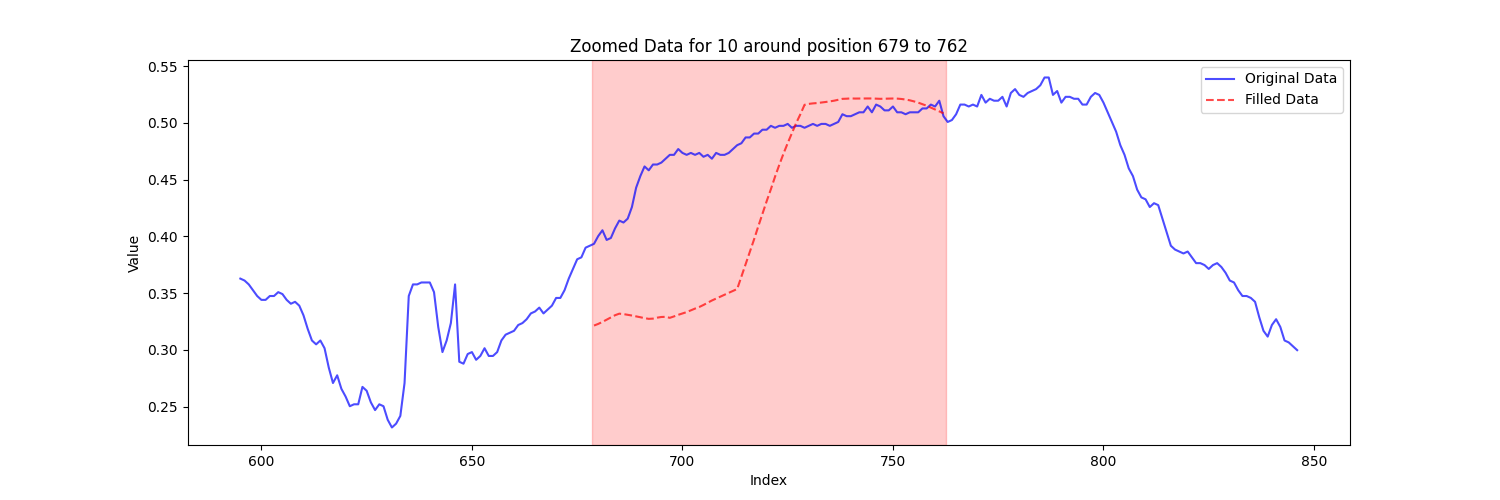 Zoomed Data for 10 around position 679 to 762
Original Data
Filled Data
0.55
0.50
0.45
0.40
0.35
0.30
0.25
Value
600 650 700 750 800 850
Index